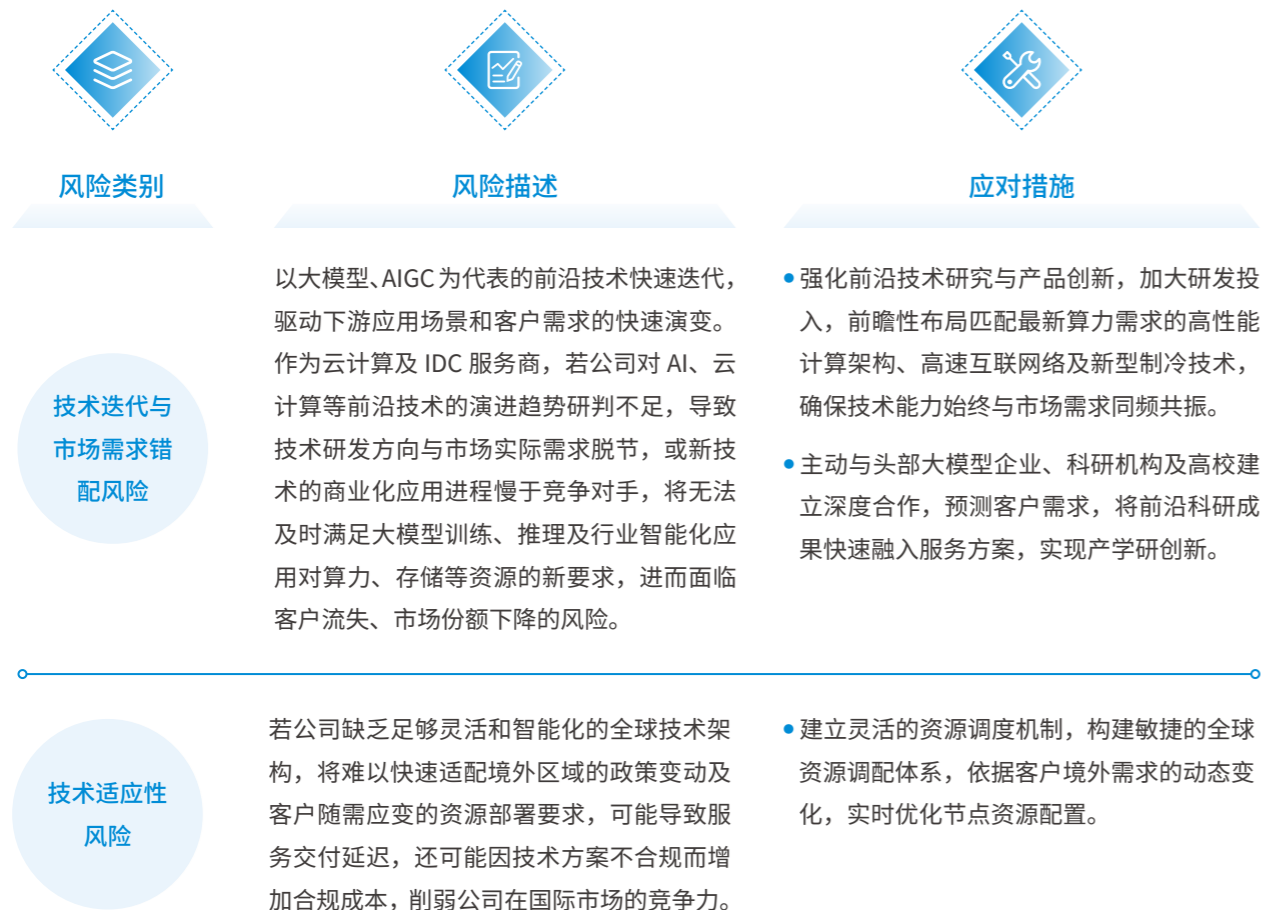 风险类别
风险描述
应对措施
技术迭代与
市场需求错
配风险
以大模型、AIGC 为代表的前沿技术快速迭代，
驱动下游应用场景和客户需求的快速演变。
作为云计算及 IDC 服务商，若公司对 AI、云
计算等前沿技术的演进趋势研判不足，导致
技术研发方向与市场实际需求脱节，或新技
术的商业化应用进程慢于竞争对手，将无法
及时满足大模型训练、推理及行业智能化应
用对算力、存储等资源的新要求，进而面临
客户流失、市场份额下降的风险。
●强化前沿技术研究与产品创新，加大研发投
入，前瞻性布局匹配最新算力需求的高性能
计算架构、高速互联网络及新型制冷技术，
确保技术能力始终与市场需求同频共振。
●主动与头部大模型企业、科研机构及高校建
立深度合作，预测客户需求，将前沿科研成
果快速融入服务方案，实现产学研创新。
技术适应性
风险
若公司缺乏足够灵活和智能化的全球技术架
构，将难以快速适配境外区域的政策变动及
客户随需应变的资源部署要求，可能导致服
务交付延迟，还可能因技术方案不合规而增
加合规成本，削弱公司在国际市场的竞争力。
●建立灵活的资源调度机制，构建敏捷的全球
资源调配体系，依据客户境外需求的动态变
化，实时优化节点资源配置。